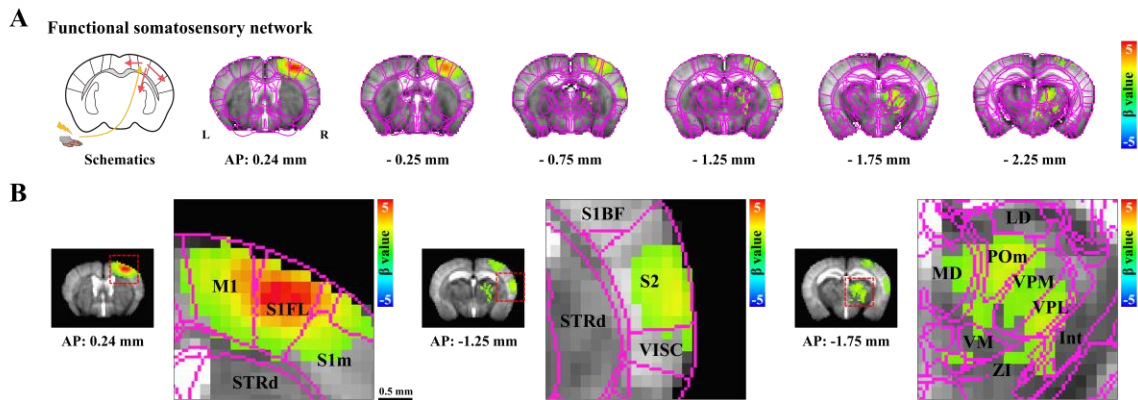 A
Functional somatosensory network
L R
Schematics AP: 0.24 mm - 0.25 mm - 0.75 mm - 1.25 mm - 1.75 mm - 2.25 mm
5
β value
-5
B
AP: 0.24 mm
M1
S1FL
S1m
STRd
0.5 mm
5
β value
-5
AP: -1.25 mm
S1BF
S2
STRd
VISC
5
β value
-5
AP: -1.75 mm
LD
POm
MD
VPM
VPL
VM
Int
ZI
5
β value
-5